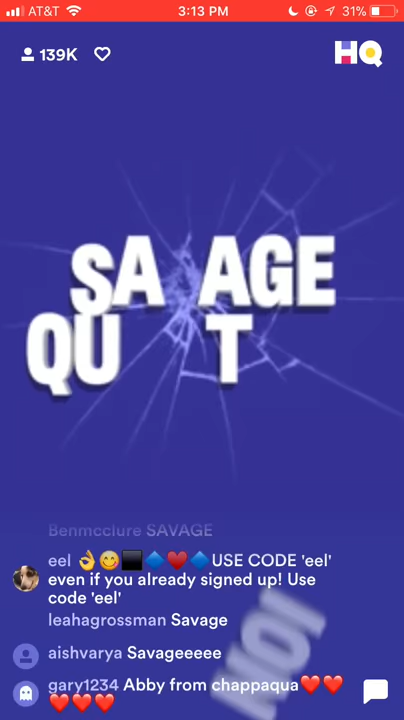 AT&T 3:13 PM 31%
139K HQ
SA AGE
QU T
Benmcclure SAVAGE
eel 👌😋⬛🔷♥️🔷USE CODE 'eel'
even if you already signed up! Use
code 'eel'
leahagrossman Savage
aishvarya Savageeeee
gary1234 Abby from chappaqua❤️❤️
❤️❤️❤️